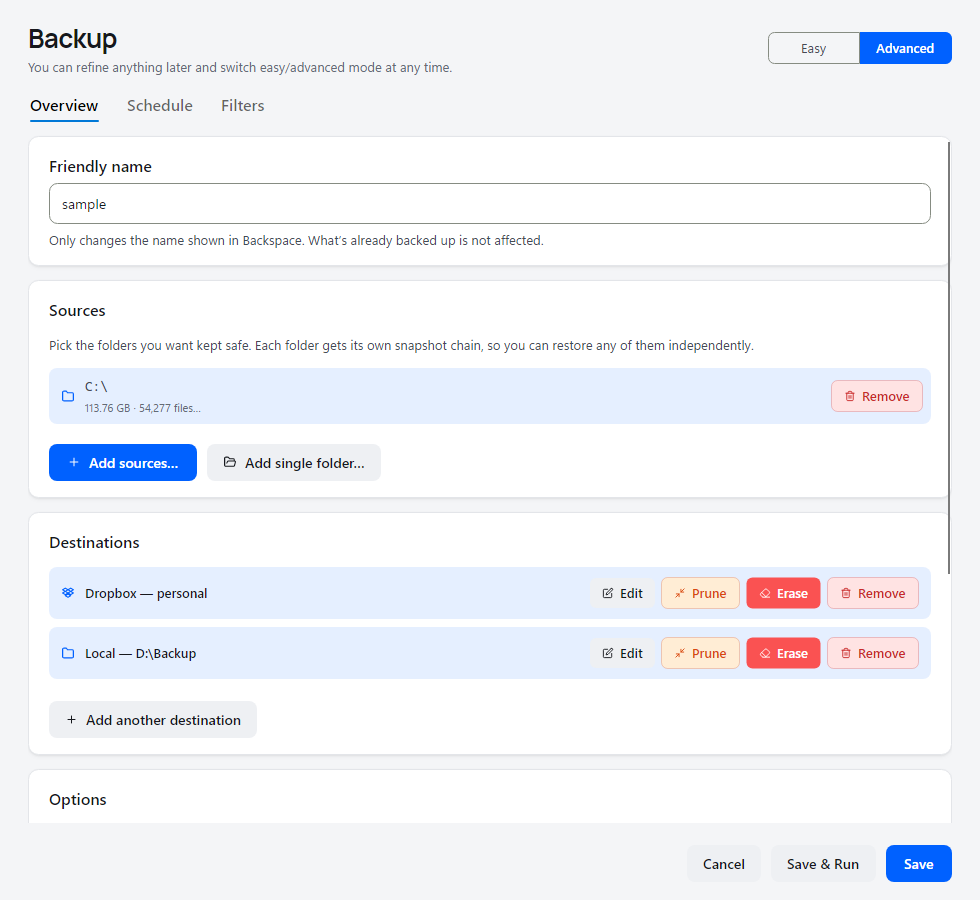 Backup
You can refine anything later and switch easy/advanced mode at any time.
Easy
Advanced
Overview
Schedule
Filters
Friendly name
sample
Only changes the name shown in Backspace. What's already backed up is not affected.
Sources
Pick the folders you want kept safe. Each folder gets its own snapshot chain, so you can restore any of them independently.
C:\
113.76 GB · 54,277 files...
Remove
Add sources...
Add single folder...
Destinations
Dropbox — personal
Edit
Prune
Erase
Remove
Local — D:\Backup
Edit
Prune
Erase
Remove
Add another destination
Options
Cancel
Save & Run
Save